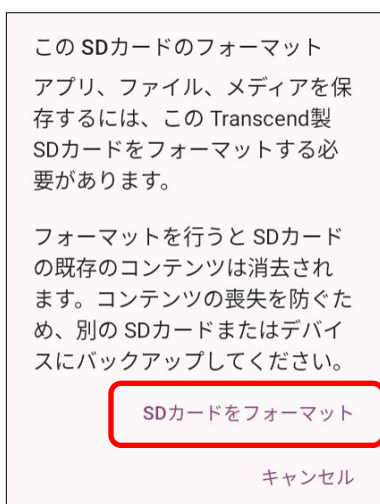 この SDカードのフォーマット
アプリ、ファイル、メディアを保
存するには、この Transcend製
SDカードをフォーマットする必
要があります。
フォーマットを行うと SDカード
の既存のコンテンツは消去され
ます。コンテンツの喪失を防ぐた
め、別の SDカードまたはデバイ
スにバックアップしてください。
SDカードをフォーマット
キャンセル